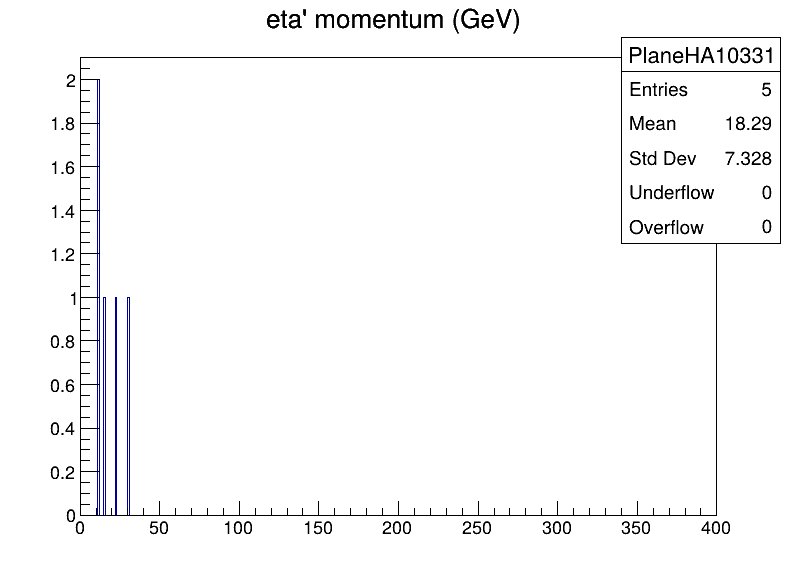 eta' momentum (GeV)
PlaneHA10331
Entries 5
Mean 18.29
Std Dev 7.328
Underflow 0
Overflow 0
2
1.8
1.6
1.4
1.2
1
0.8
0.6
0.4
0.2
0
0 50 100 150 200 250 300 350 400